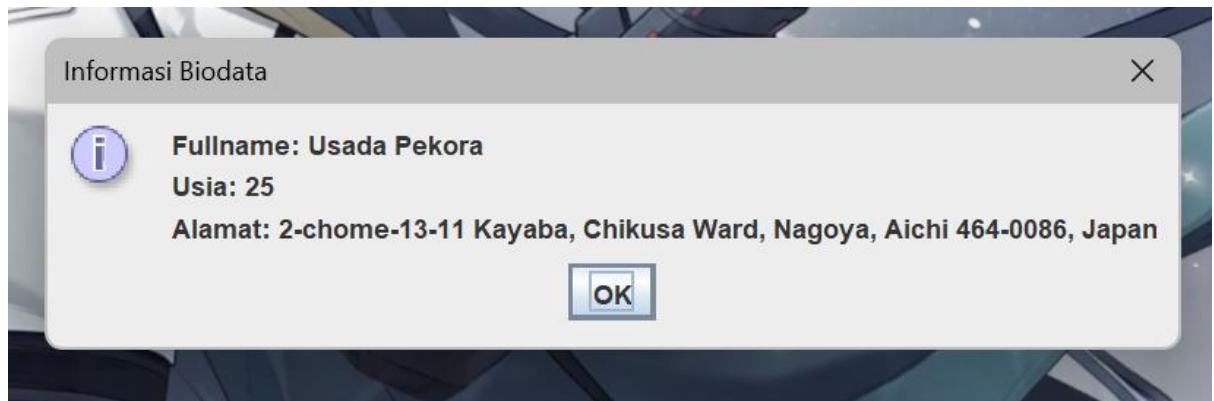 Informasi Biodata
Fullname: Usada Pekora
Usia: 25
Alamat: 2-chome-13-11 Kayaba, Chikusa Ward, Nagoya, Aichi 464-0086, Japan
OK